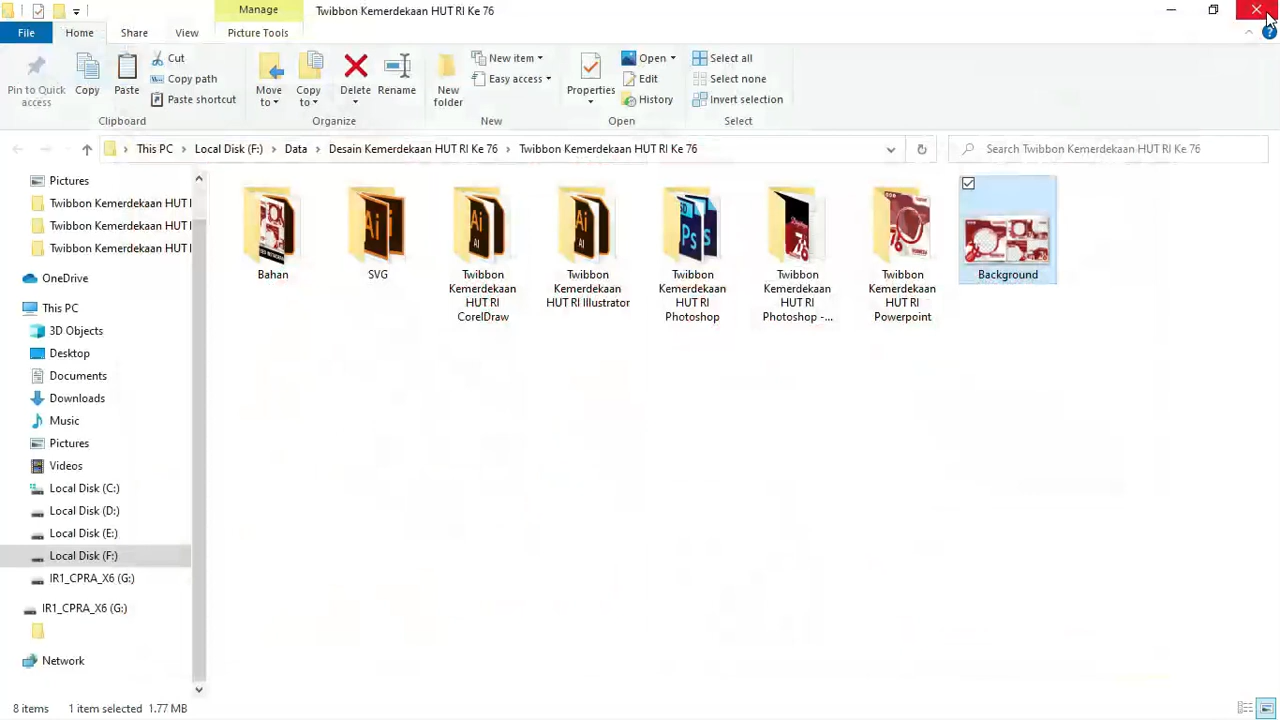 Manage
Twibbon Kemerdekaan HUT RI Ke 76
File
Home
Share
View
Picture Tools
Pin to Quick
access
Copy
Paste
Cut
Copy path
Paste shortcut
Clipboard
Move
to
Copy
to
Delete
Rename
Organize
New
folder
New item
Easy access
New
Properties
Open
Edit
History
Open
Select all
Select none
Invert selection
Select
This PC
Local Disk (F:)
Data
Desain Kemerdekaan HUT RI Ke 76
Twibbon Kemerdekaan HUT RI Ke 76
Search Twibbon Kemerdekaan HUT RI Ke 76
Pictures
Twibbon Kemerdekaan HUT
Twibbon Kemerdekaan HUT
Twibbon Kemerdekaan HUT
OneDrive
This PC
3D Objects
Desktop
Documents
Downloads
Music
Pictures
Videos
Local Disk (C:)
Local Disk (D:)
Local Disk (E:)
Local Disk (F:)
IR1_CPRA_X6 (G:)
IR1_CPRA_X6 (G:)
Network
Bahan
SVG
Twibbon
Kemerdekaan
HUT RI
CorelDraw
Twibbon
Kemerdekaan
HUT RI Illustrator
Twibbon
Kemerdekaan
HUT RI
Photoshop
Twibbon
Kemerdekaan
HUT RI
Photoshop -...
Twibbon
Kemerdekaan
HUT RI
Powerpoint
Background
8 items
1 item selected 1.77 MB